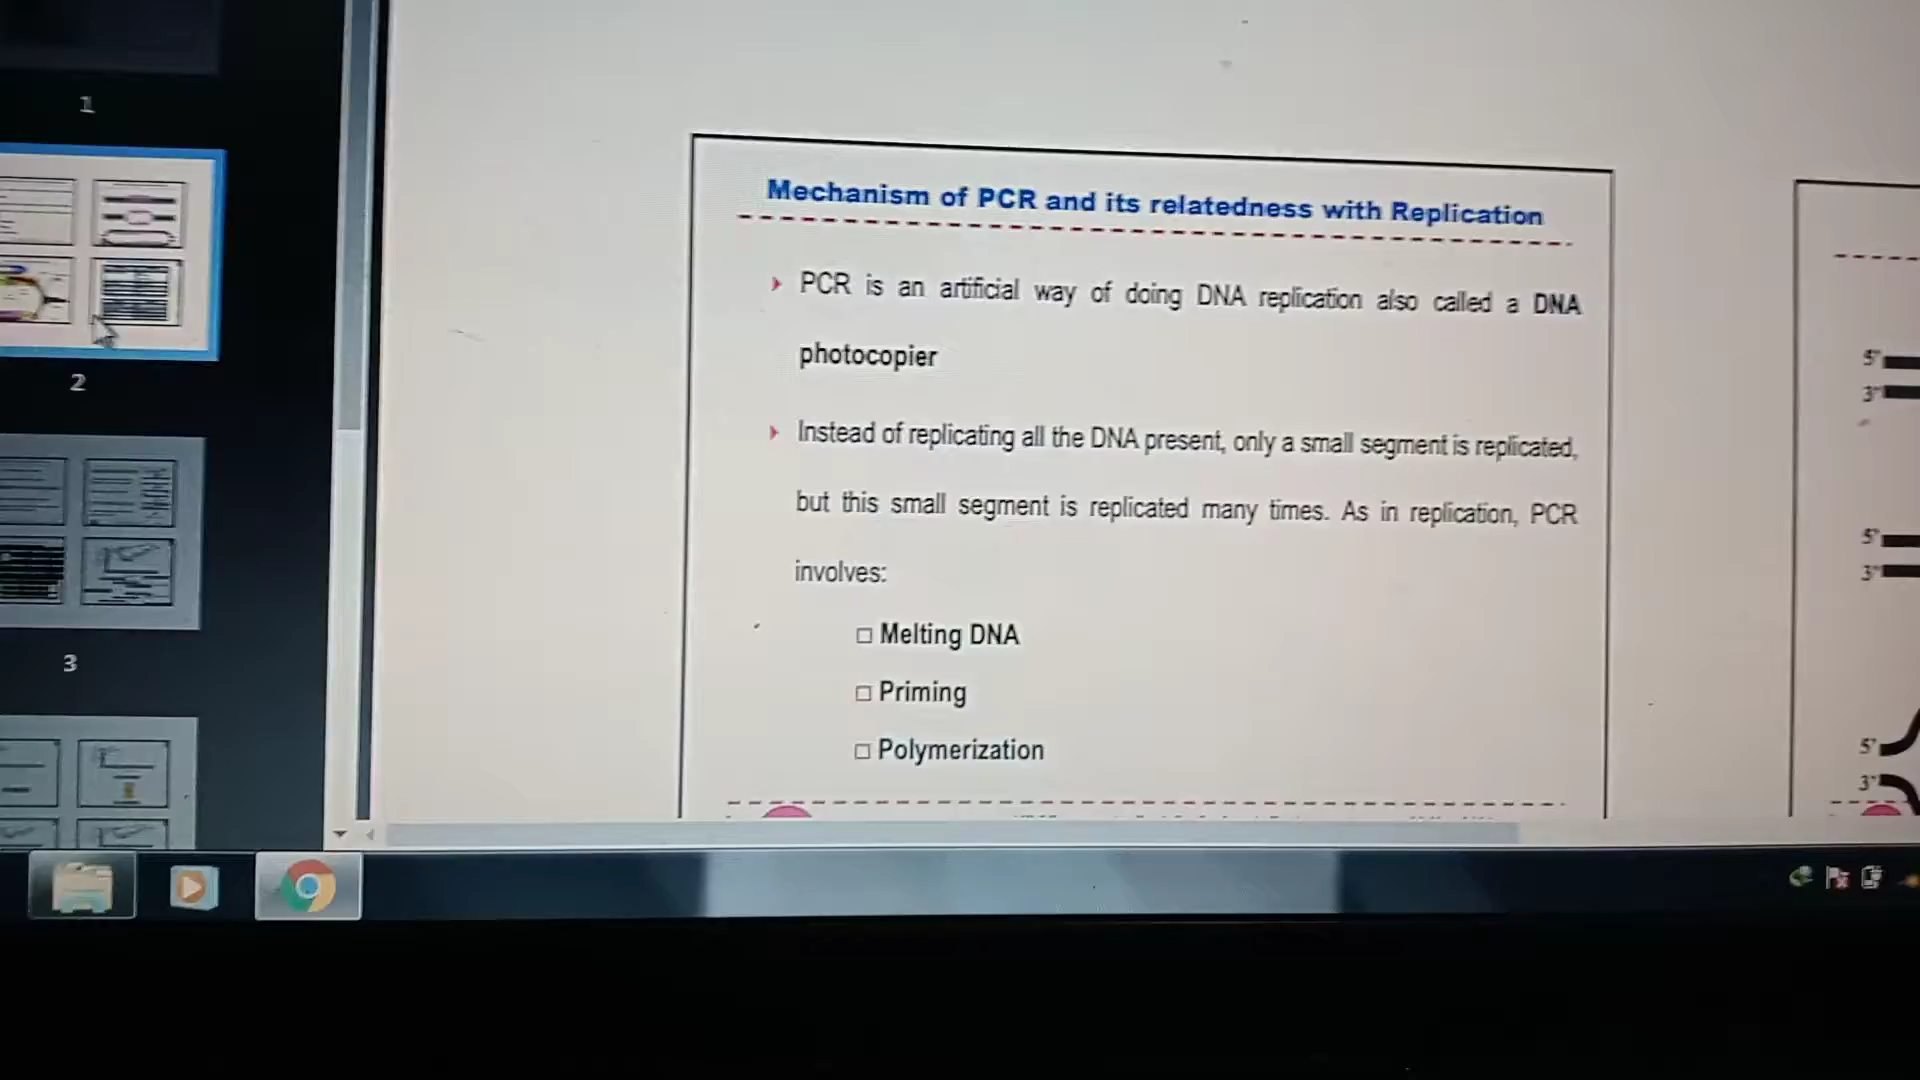 1
2
3
Mechanism of PCR and its relatedness with Replication
PCR is an artificial way of doing DNA replication also called a DNA
photocopier
Instead of replicating all the DNA present, only a small segment is replicated,
but this small segment is replicated many times. As in replication, PCR
involves:
Melting DNA
Priming
Polymerization
5'
3'
5'
3'
5'
3'